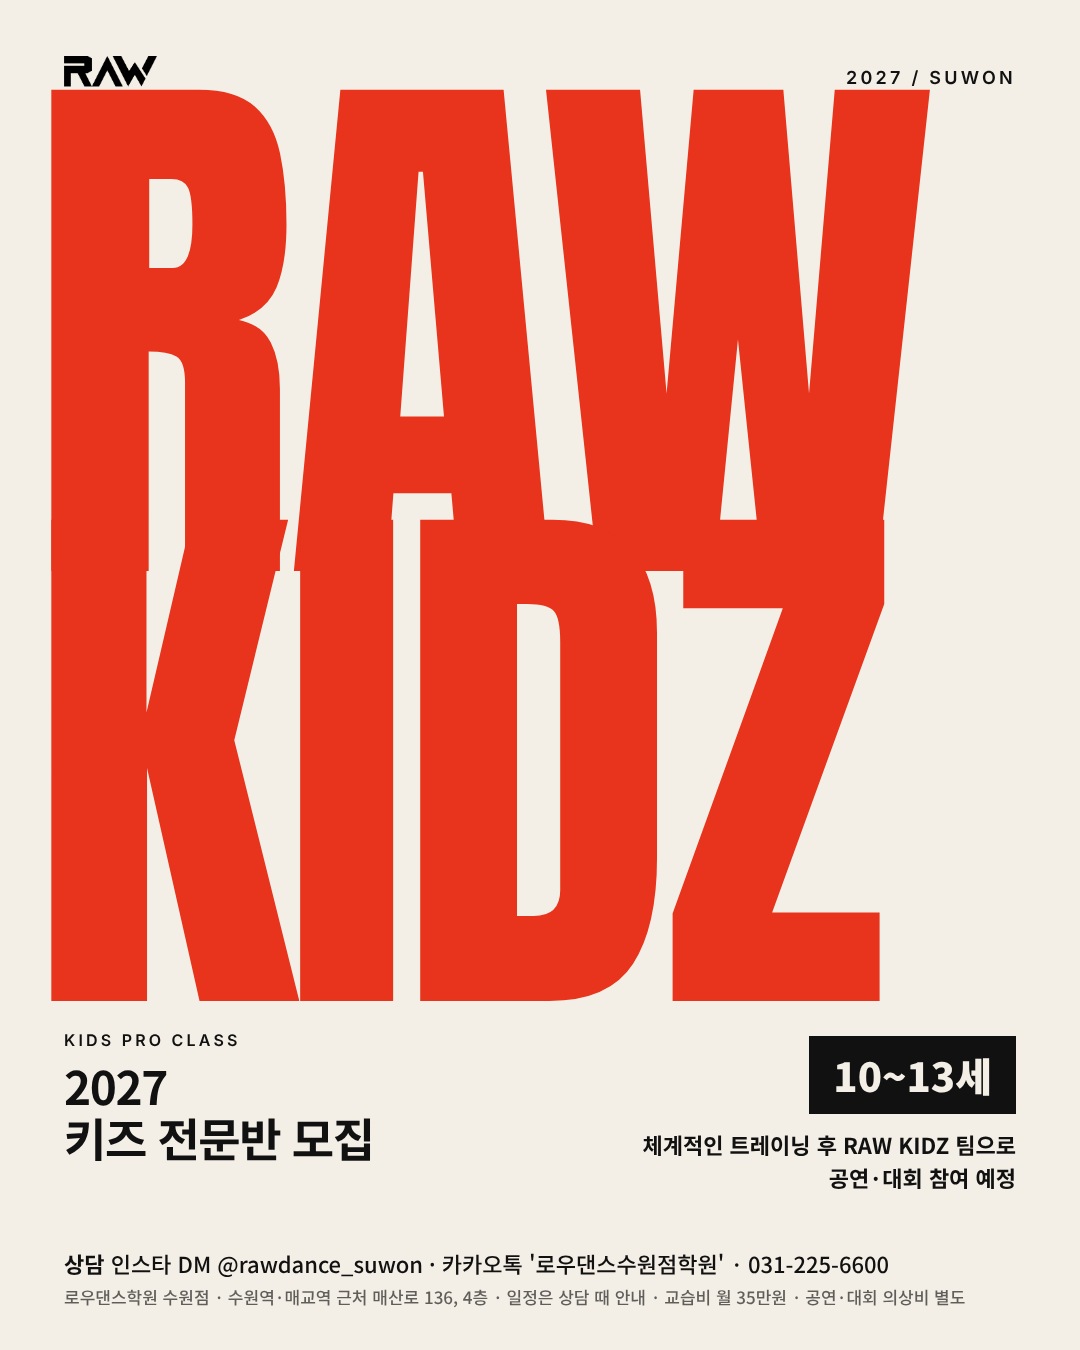 RAW
2027 / SUWON
RAW
KIDZ
KIDS PRO CLASS
2027
키즈 전문반 모집
10~13세
체계적인 트레이닝 후 RAW KIDZ 팀으로
공연·대회 참여 예정
상담 인스타 DM @rawdance_suwon · 카카오톡 '로우댄스수원점학원' · 031-225-6600
로우댄스학원 수원점 · 수원역·매교역 근처 매산로 136, 4층 · 일정은 상담 때 안내 · 교습비 월 35만원 · 공연·대회 의상비 별도